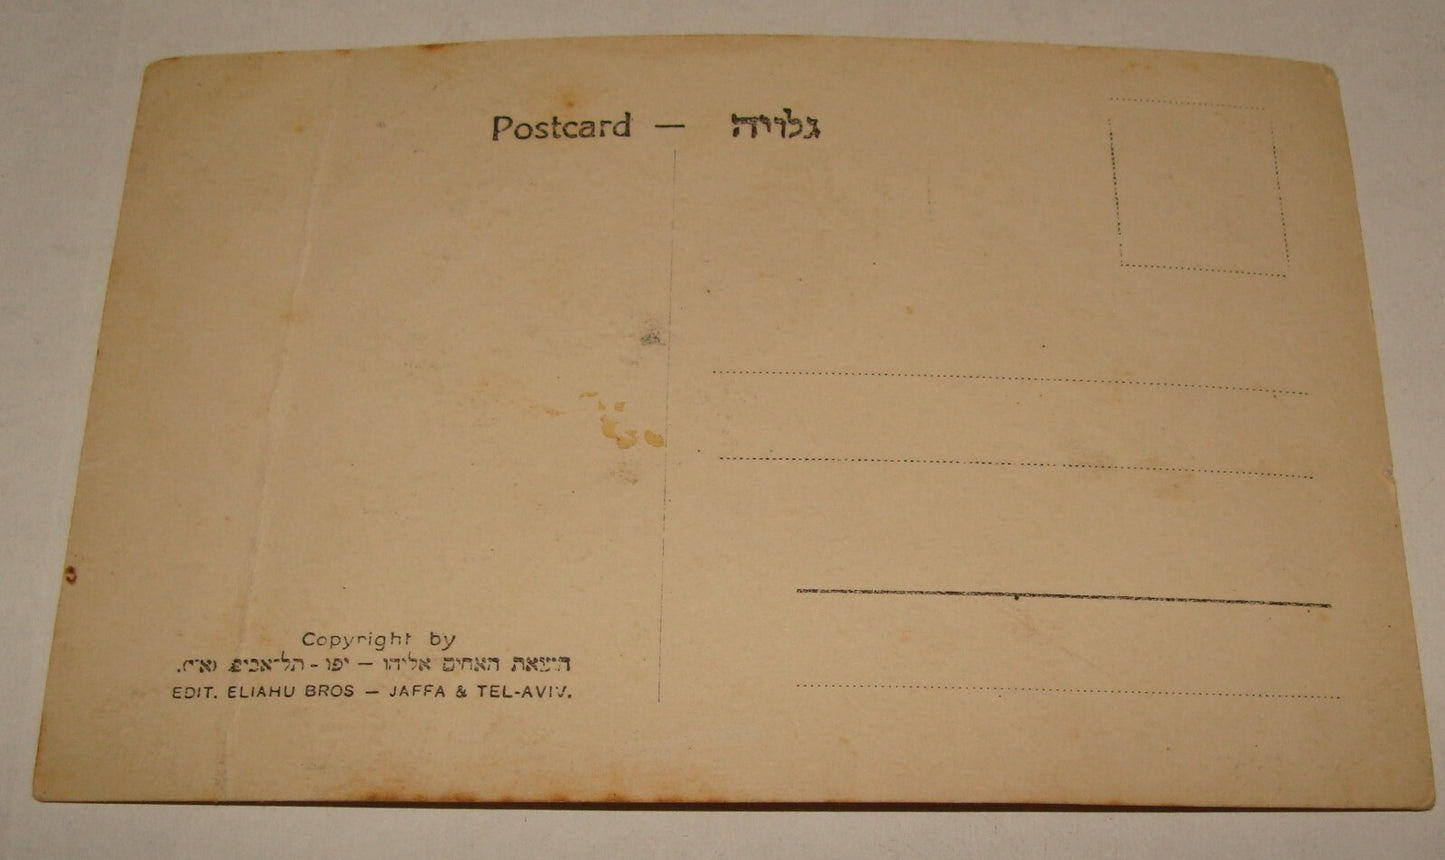 Postcard — גלויה
Copyright by
הוצאת האחים אליהו — יפו - תל־אביב (א״י).
EDIT. ELIAHU BROS — JAFFA & TEL-AVIV.